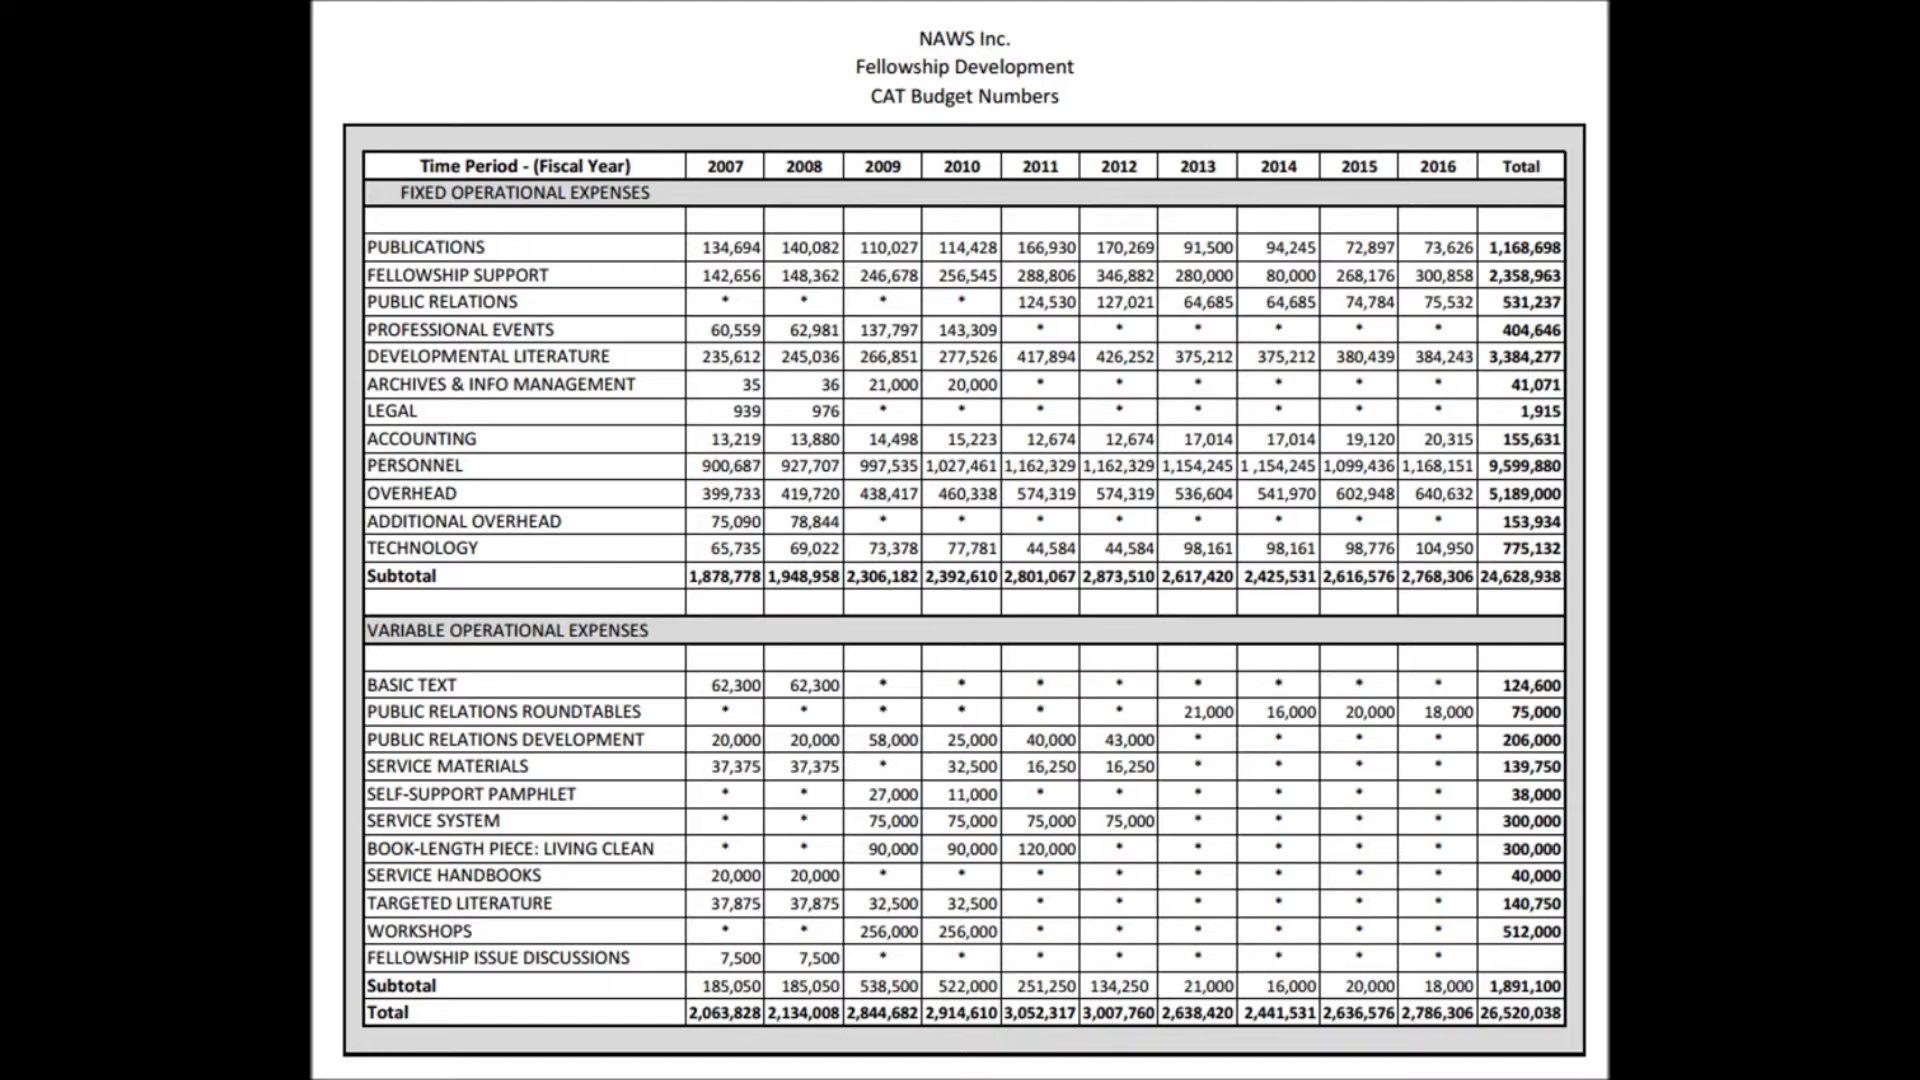 NAWS Inc.
Fellowship Development
CAT Budget Numbers
Time Period - (Fiscal Year) 2007 2008 2009 2010 2011 2012 2013 2014 2015 2016 Total
FIXED OPERATIONAL EXPENSES
PUBLICATIONS 134,694 140,082 110,027 114,428 166,930 170,269 91,500 94,245 72,897 73,626 1,168,698
FELLOWSHIP SUPPORT 142,656 148,362 246,678 256,545 288,806 346,882 280,000 80,000 268,176 300,858 2,358,963
PUBLIC RELATIONS * * * * 124,530 127,021 64,685 64,685 74,784 75,532 531,237
PROFESSIONAL EVENTS 60,559 62,981 137,797 143,309 * * * * * * 404,646
DEVELOPMENTAL LITERATURE 235,612 245,036 266,851 277,526 417,894 426,252 375,212 375,212 380,439 384,243 3,384,277
ARCHIVES & INFO MANAGEMENT 35 36 21,000 20,000 * * * * * * 41,071
LEGAL 939 976 * * * * * * * * 1,915
ACCOUNTING 13,219 13,880 14,498 15,223 12,674 12,674 17,014 17,014 19,120 20,315 155,631
PERSONNEL 900,687 927,707 997,535 1,027,461 1,162,329 1,162,329 1,154,245 1 ,154,245 1,099,436 1,168,151 9,599,880
OVERHEAD 399,733 419,720 438,417 460,338 574,319 574,319 536,604 541,970 602,948 640,632 5,189,000
ADDITIONAL OVERHEAD 75,090 78,844 * * * * * * * * 153,934
TECHNOLOGY 65,735 69,022 73,378 77,781 44,584 44,584 98,161 98,161 98,776 104,950 775,132
Subtotal 1,878,778 1,948,958 2,306,182 2,392,610 2,801,067 2,873,510 2,617,420 2,425,531 2,616,576 2,768,306 24,628,938
VARIABLE OPERATIONAL EXPENSES
BASIC TEXT 62,300 62,300 * * * * * * * * 124,600
PUBLIC RELATIONS ROUNDTABLES * * * * * * 21,000 16,000 20,000 18,000 75,000
PUBLIC RELATIONS DEVELOPMENT 20,000 20,000 58,000 25,000 40,000 43,000 * * * * 206,000
SERVICE MATERIALS 37,375 37,375 * 32,500 16,250 16,250 * * * * 139,750
SELF-SUPPORT PAMPHLET * * 27,000 11,000 * * * * * * 38,000
SERVICE SYSTEM * * 75,000 75,000 75,000 75,000 * * * * 300,000
BOOK-LENGTH PIECE: LIVING CLEAN * * 90,000 90,000 120,000 * * * * * 300,000
SERVICE HANDBOOKS 20,000 20,000 * * * * * * * * 40,000
TARGETED LITERATURE 37,875 37,875 32,500 32,500 * * * * * * 140,750
WORKSHOPS * * 256,000 256,000 * * * * * * 512,000
FELLOWSHIP ISSUE DISCUSSIONS 7,500 7,500 * * * * * * * *
Subtotal 185,050 185,050 538,500 522,000 251,250 134,250 21,000 16,000 20,000 18,000 1,891,100
Total 2,063,828 2,134,008 2,844,682 2,914,610 3,052,317 3,007,760 2,638,420 2,441,531 2,636,576 2,786,306 26,520,038